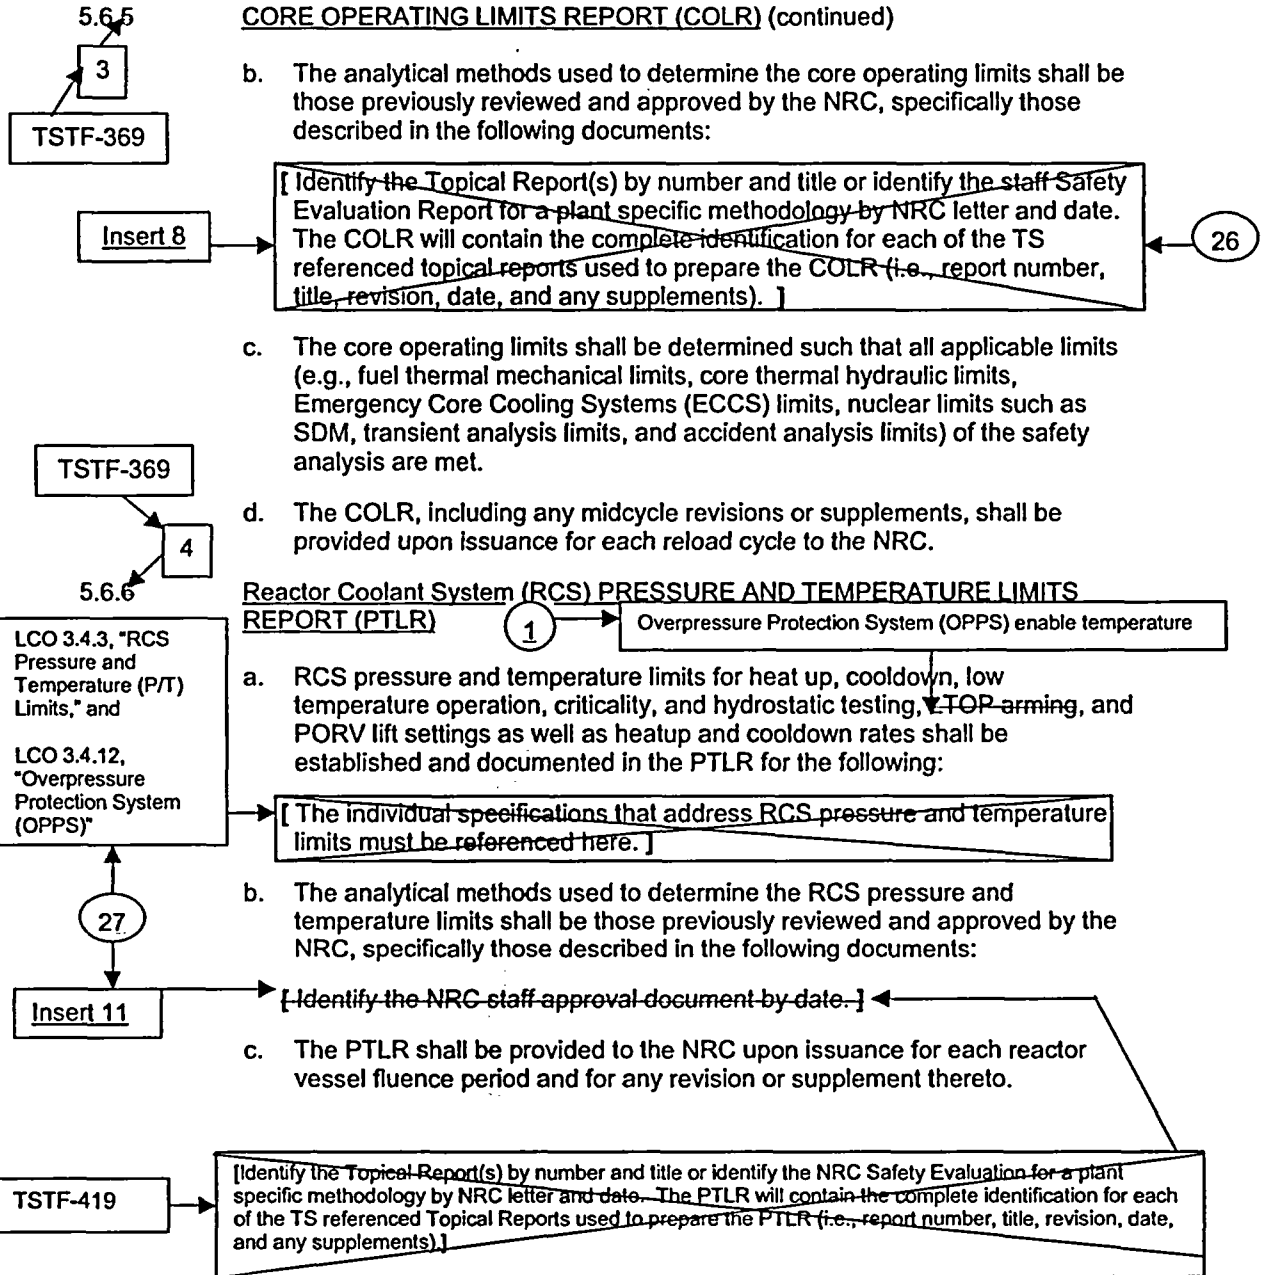 5.6.5
CORE OPERATING LIMITS REPORT (COLR) (continued)
3
TSTF-369
b. The analytical methods used to determine the core operating limits shall be
those previously reviewed and approved by the NRC, specifically those
described in the following documents:
Insert 8
[ Identify the Topical Report(s) by number and title or identify the staff Safety
Evaluation Report for a plant specific methodology by NRC letter and date.
The COLR will contain the complete identification for each of the TS
referenced topical reports used to prepare the COLR (i.e., report number,
title, revision, date, and any supplements). ]
26
c. The core operating limits shall be determined such that all applicable limits
(e.g., fuel thermal mechanical limits, core thermal hydraulic limits,
Emergency Core Cooling Systems (ECCS) limits, nuclear limits such as
SDM, transient analysis limits, and accident analysis limits) of the safety
analysis are met.
TSTF-369
4
d. The COLR, including any midcycle revisions or supplements, shall be
provided upon issuance for each reload cycle to the NRC.
5.6.6
Reactor Coolant System (RCS) PRESSURE AND TEMPERATURE LIMITS
REPORT (PTLR)
1
Overpressure Protection System (OPPS) enable temperature
LCO 3.4.3, "RCS
Pressure and
Temperature (P/T)
Limits," and
LCO 3.4.12,
"Overpressure
Protection System
(OPPS)"
a. RCS pressure and temperature limits for heat up, cooldown, low
temperature operation, criticality, and hydrostatic testing, LTOP arming, and
PORV lift settings as well as heatup and cooldown rates shall be
established and documented in the PTLR for the following:
[ The individual specifications that address RCS pressure and temperature
limits must be referenced here. ]
27
b. The analytical methods used to determine the RCS pressure and
temperature limits shall be those previously reviewed and approved by the
NRC, specifically those described in the following documents:
Insert 11
[ Identify the NRC staff approval document by date. ]
c. The PTLR shall be provided to the NRC upon issuance for each reactor
vessel fluence period and for any revision or supplement thereto.
TSTF-419
[Identify the Topical Report(s) by number and title or identify the NRC Safety Evaluation for a plant
specific methodology by NRC letter and date. The PTLR will contain the complete identification for each
of the TS referenced Topical Reports used to prepare the PTLR (i.e., report number, title, revision, date,
and any supplements).]